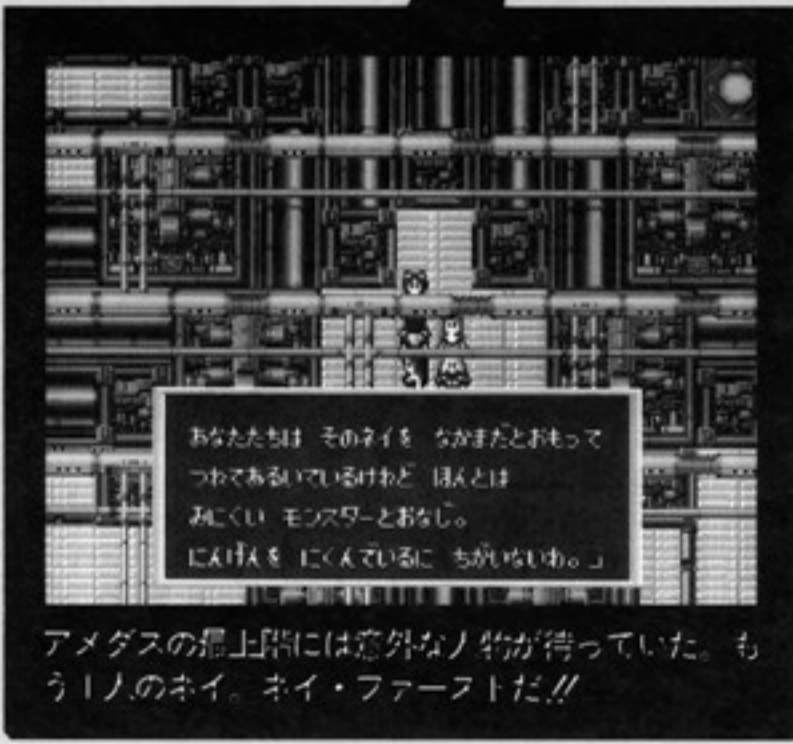 あなたたちは そのネイを なかまだとおもって
つれてあるいているけれど ほんとは
みにくい モンスターとおなじ。
にんげんを にくんでいるに ちがいないわ。」
アメダスの最上階には意外な人物が待っていた。も
う1人のネイ。ネイ・ファーストだ!!